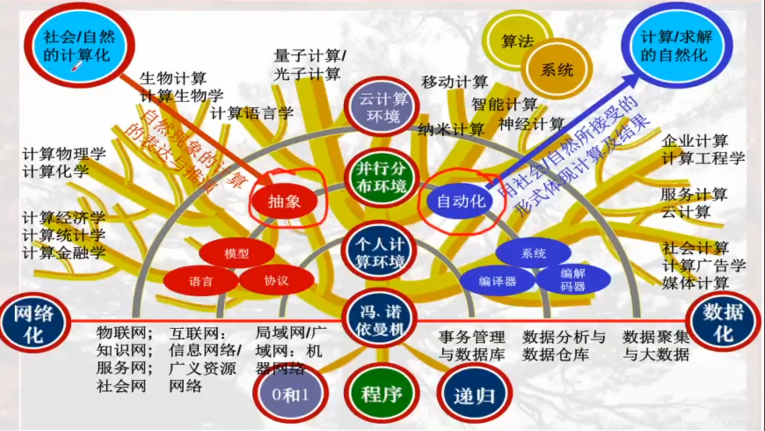 社会/自然
的计算化
生物计算
计算生物学
计算语言学
量子计算/
光子计算
云计算
环境
移动计算
智能计算
纳米计算
神经计算
算法
系统
计算/求解
的自然化
自然现象的计算
的表达与推演
用社会/自然所接受的
形式体现计算及结果
计算物理学
计算化学
计算经济学
计算统计学
计算金融学
企业计算
计算工程学
服务计算
云计算
社会计算
计算广告学
媒体计算
并行分
布环境
抽象
自动化
个人计
算环境
模型
语言
协议
系统
编译器
编解
码器
网络
化
冯.诺
依曼机
数据
化
物联网;
知识网;
服务网;
社会网
互联网:
信息网络/
广义资源
网络
局域网/广
域网:机
器网络
事务管理
与数据库
数据分析与
数据仓库
数据聚集
与大数据
0和1
程序
递归